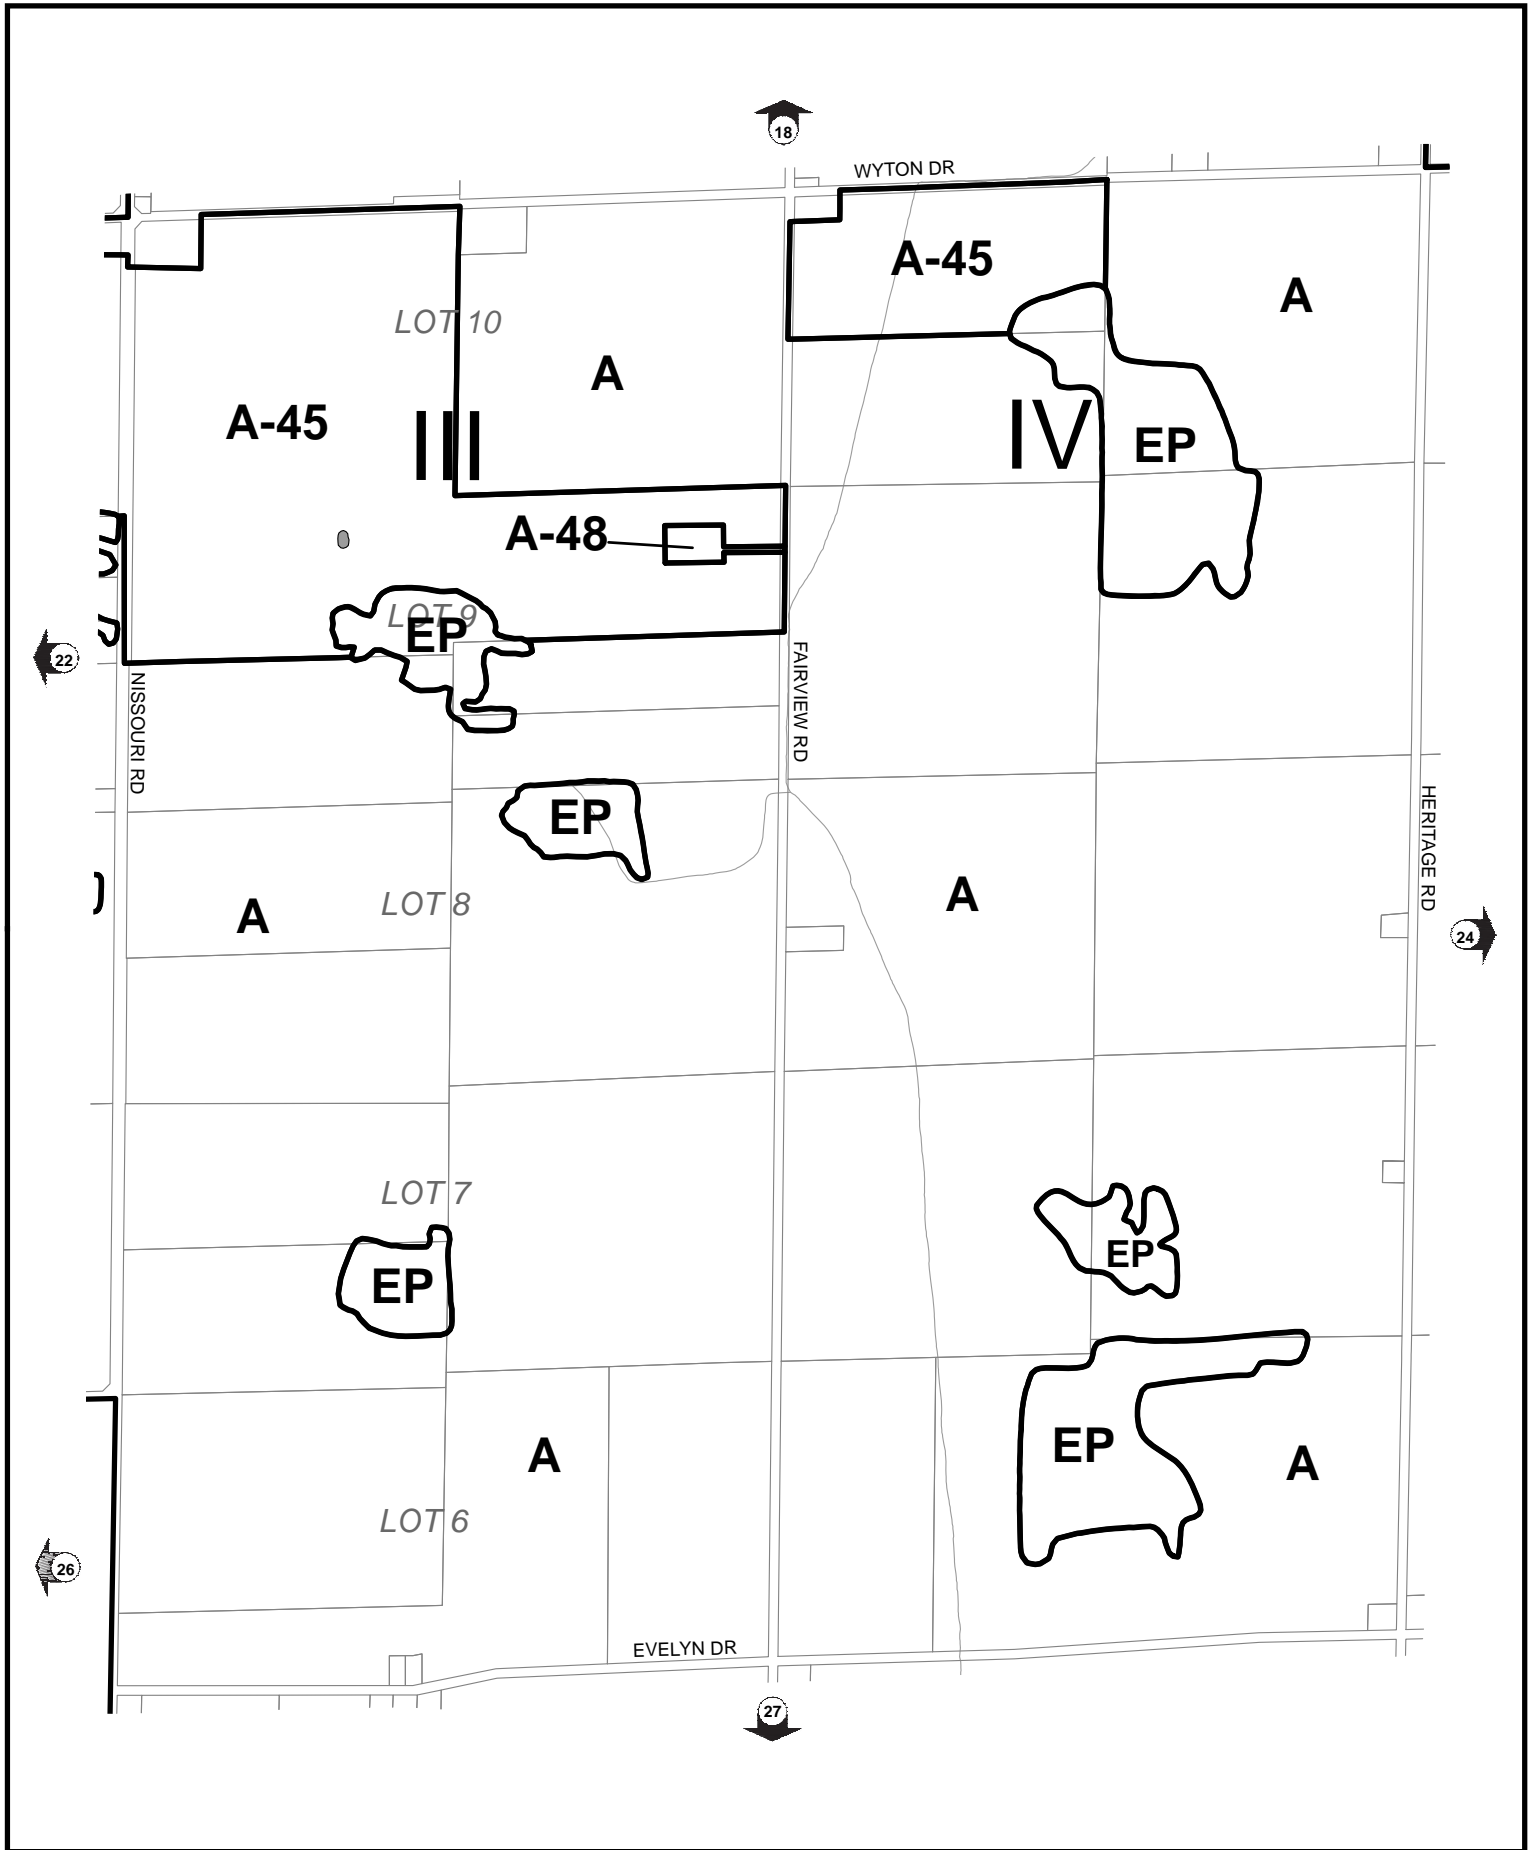 18
WYTON DR
A-45
A
LOT 10
A
A-45
III
IV
EP
A-48
LOT 9
EP
22
NISSOURI RD
FAIRVIEW RD
HERITAGE RD
EP
A
LOT 8
A
24
LOT 7
EP
EP
EP
A
A
LOT 6
26
EVELYN DR
27